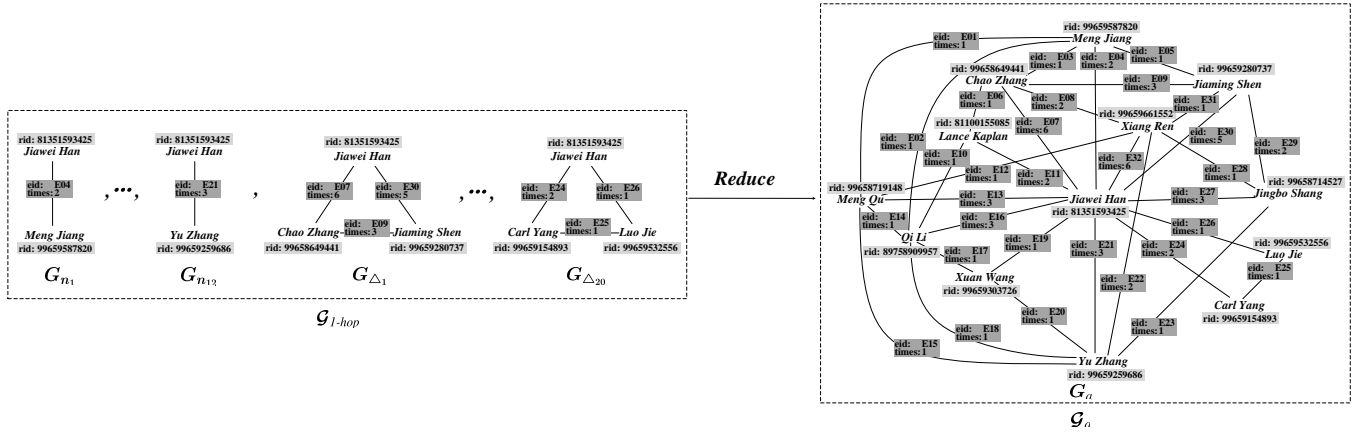 rid: 81351593425
Jiawei Han
eid: E04
times: 2
Meng Jiang
rid: 99659587820
G_{n_1}
, ··· ,
rid: 81351593425
Jiawei Han
eid: E21
times: 3
Yu Zhang
rid: 99659259686
G_{n_{12}}
,
rid: 81351593425
Jiawei Han
eid: E07
times: 6
eid: E30
times: 5
Chao Zhang
eid: E09
times: 3
Jiaming Shen
rid: 99658649441
rid: 99659280737
G_{△_1}
, ··· ,
rid: 81351593425
Jiawei Han
eid: E24
times: 2
eid: E26
times: 1
Carl Yang
eid: E25
times: 1
Luo Jie
rid: 99659154893
rid: 99659532556
G_{△_{20}}
𝒢_{1-hop}
Reduce
rid: 99659587820
Meng Jiang
eid: E01
times: 1
eid: E03
times: 1
eid: E04
times: 2
eid: E05
times: 1
rid: 99658649441
Chao Zhang
eid: E09
times: 3
rid: 99659280737
Jiaming Shen
eid: E06
times: 1
eid: E08
times: 2
eid: E31
times: 1
rid: 81100155085
Lance Kaplan
rid: 99659661552
Xiang Ren
eid: E07
times: 6
eid: E02
times: 1
eid: E10
times: 1
eid: E30
times: 5
eid: E29
times: 2
eid: E12
times: 1
eid: E11
times: 2
eid: E32
times: 6
eid: E28
times: 1
rid: 99658719148
Meng Qu
eid: E13
times: 3
Jiawei Han
rid: 81351593425
eid: E27
times: 3
rid: 99658714527
Jingbo Shang
eid: E14
times: 1
eid: E16
times: 3
eid: E26
times: 1
Qi Li
rid: 89758909957
eid: E17
times: 1
eid: E19
times: 1
eid: E21
times: 3
eid: E24
times: 2
rid: 99659532556
Luo Jie
eid: E25
times: 1
Xuan Wang
rid: 99659303726
eid: E22
times: 2
Carl Yang
rid: 99659154893
eid: E20
times: 1
eid: E23
times: 1
eid: E18
times: 1
eid: E15
times: 1
Yu Zhang
rid: 99659259686
G_a
𝒢_a